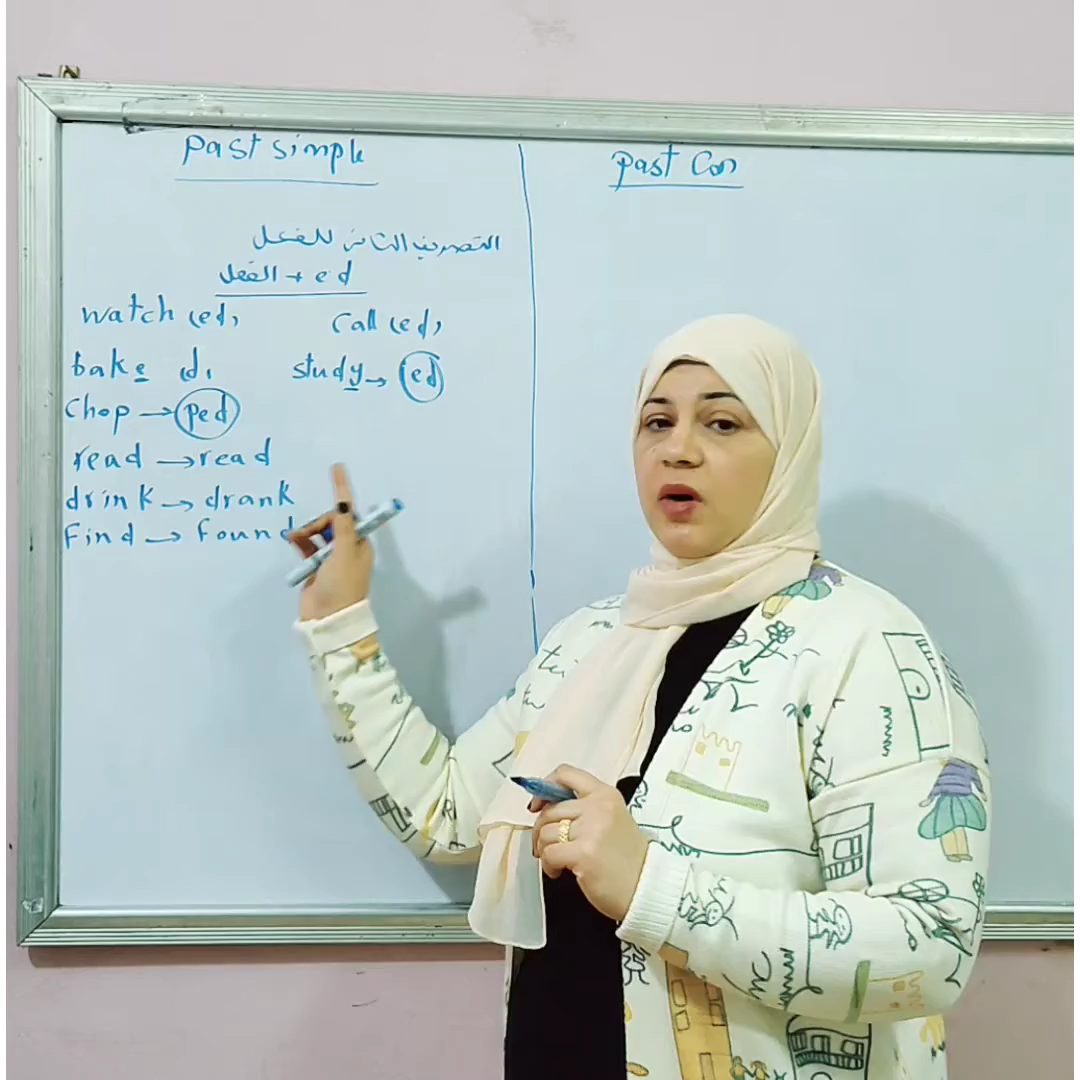 past simple
التصريف الثاني للفعل
الفعل + ed
watch (ed)
call (ed)
bake d
study → ied
chop → ped
read → read
drink → drank
find → found
past Con